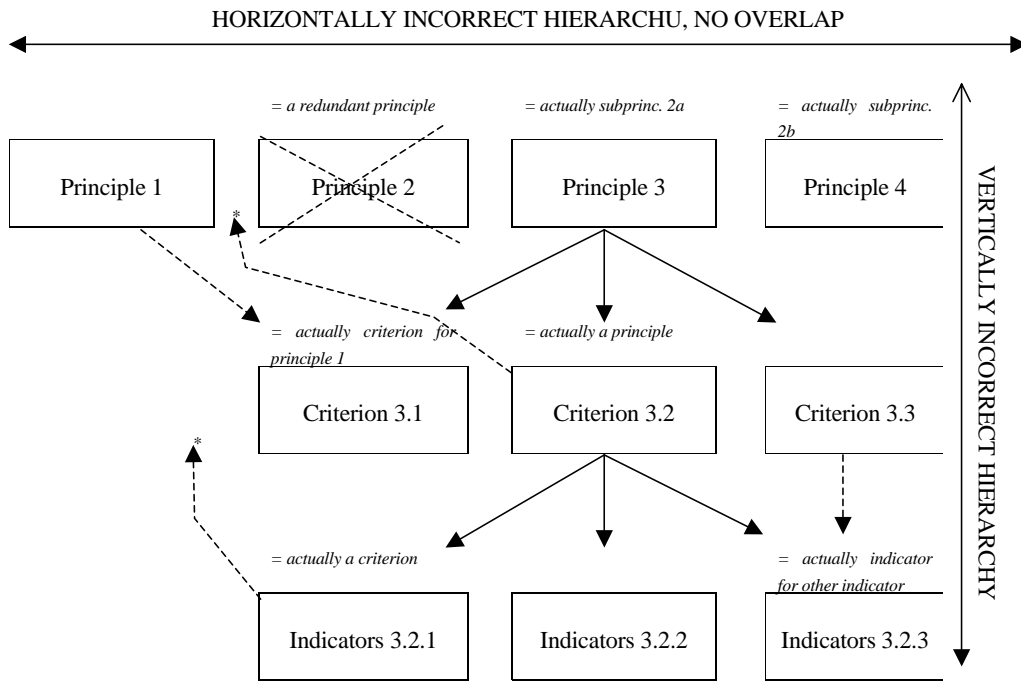 HORIZONTALLY INCORRECT HIERARCHU, NO OVERLAP
= a redundant principle
= actually subprinc. 2a
= actually subprinc.
2b
Principle 1
Principle 2
Principle 3
Principle 4
*
= actually criterion for
principle 1
= actually a principle
Criterion 3.1
Criterion 3.2
Criterion 3.3
*
= actually a criterion
= actually indicator
for other indicator
Indicators 3.2.1
Indicators 3.2.2
Indicators 3.2.3
VERTICALLY INCORRECT HIERARCHY